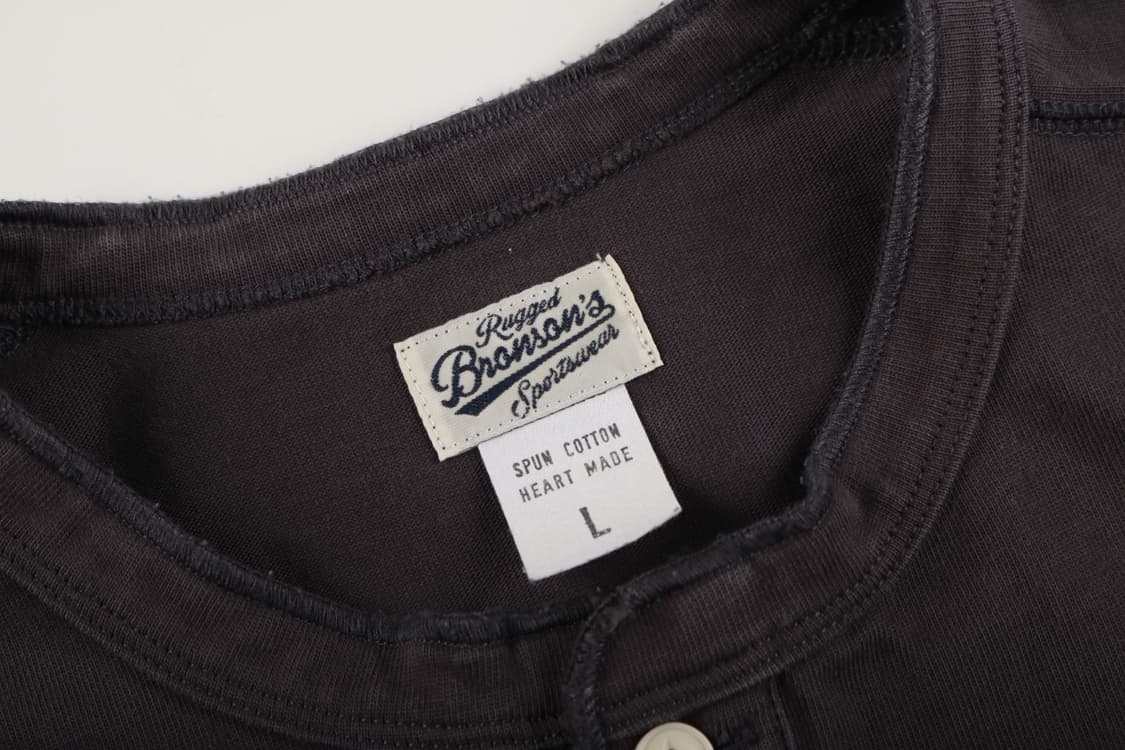 Rugged
Bronson's
Sportswear
SPUN COTTON
HEART MADE
L